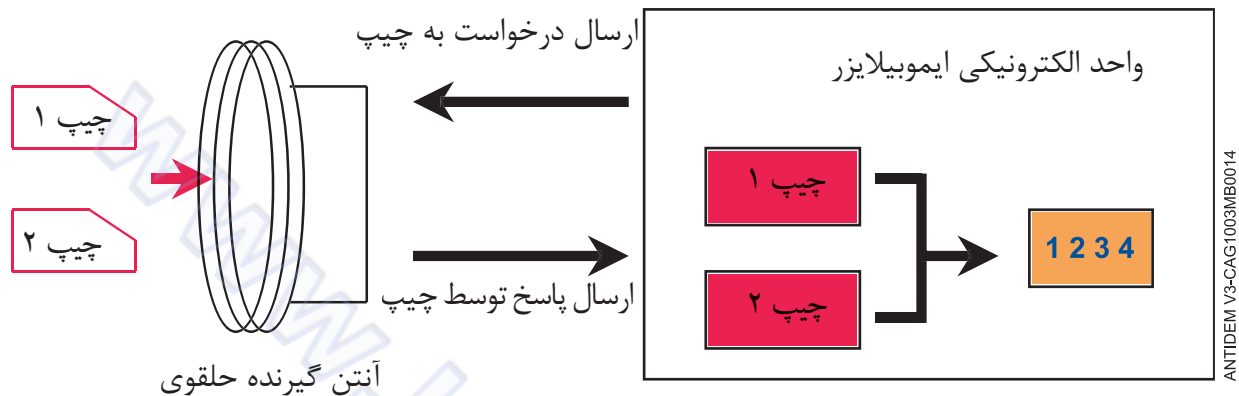 ارسال درخواست به چیپ
واحد الکترونیکی ایموبیلایزر
چیپ ۱
چیپ ۲
چیپ ۱
چیپ ۲
1 2 3 4
ارسال پاسخ توسط چیپ
آنتن گیرنده حلقوی
ANTIDEM V3-CAG1003MB0014